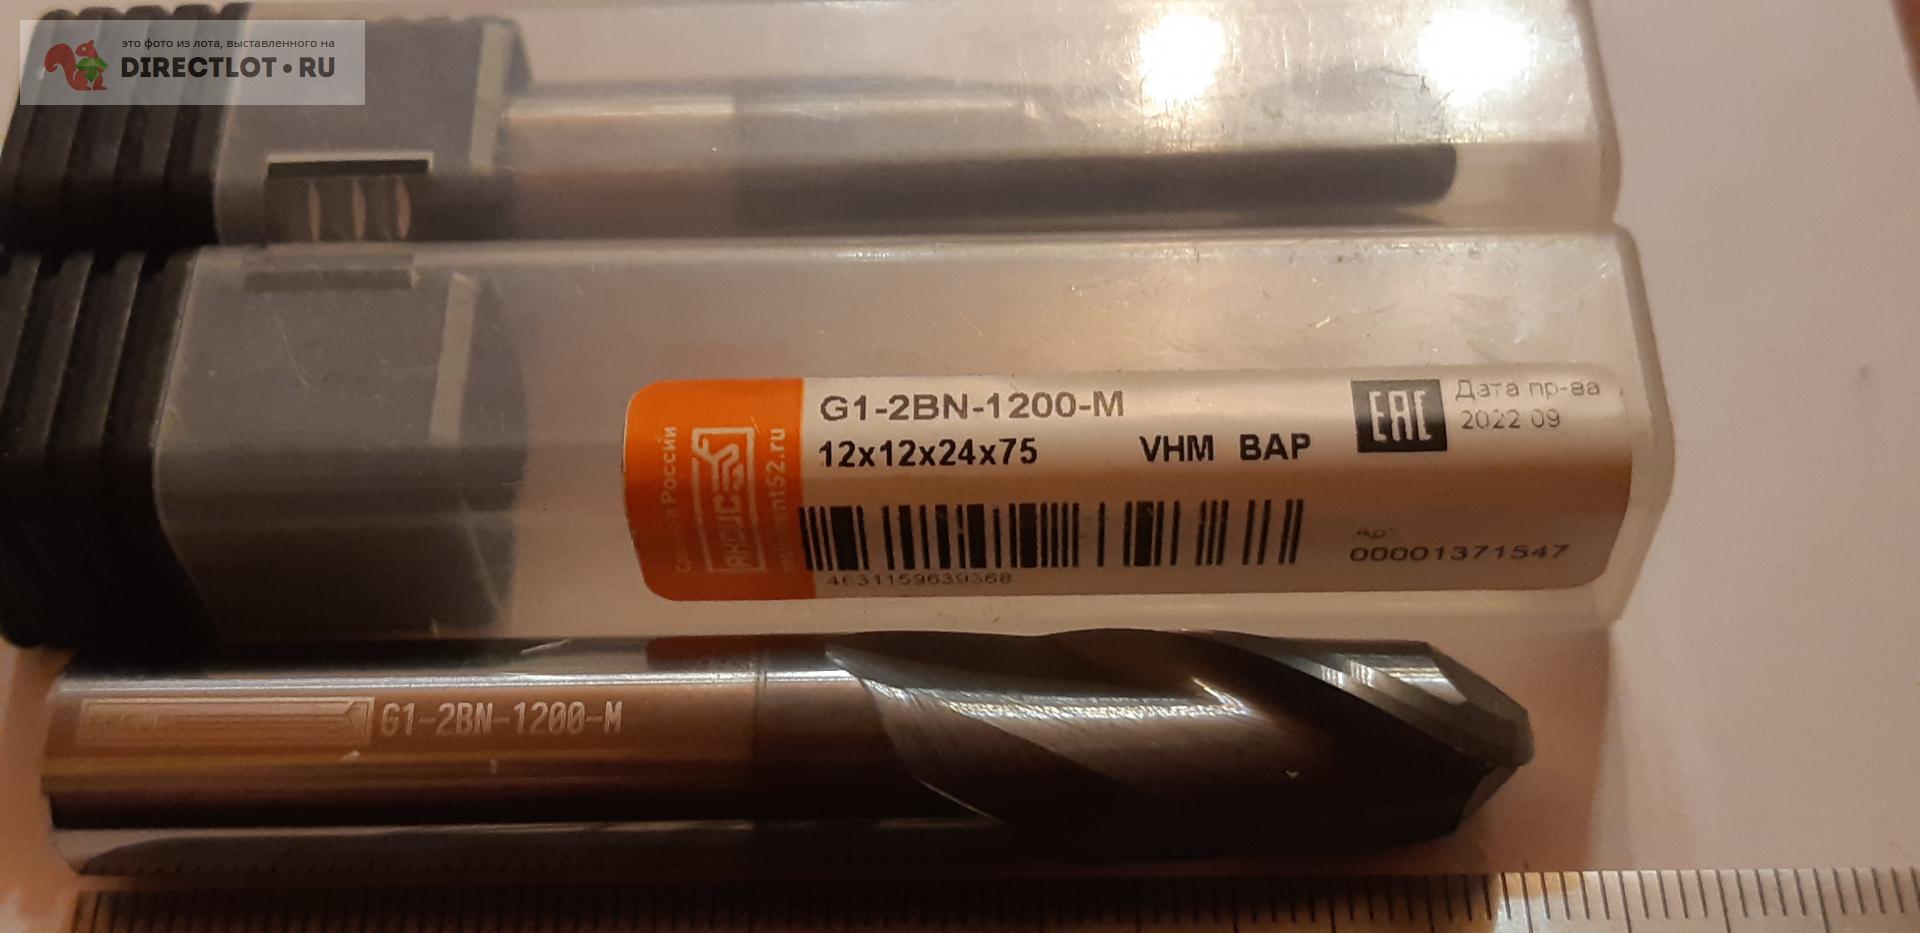 это фото из лота, выставленного на
DIRECTLOT•RU
G1-2BN-1200-M
12x12x24x75 VHM BAP
EAC
Дата пр-ва
2022 09
России
Арт
00001371547
4631159639368
G1-2BN-1200-M